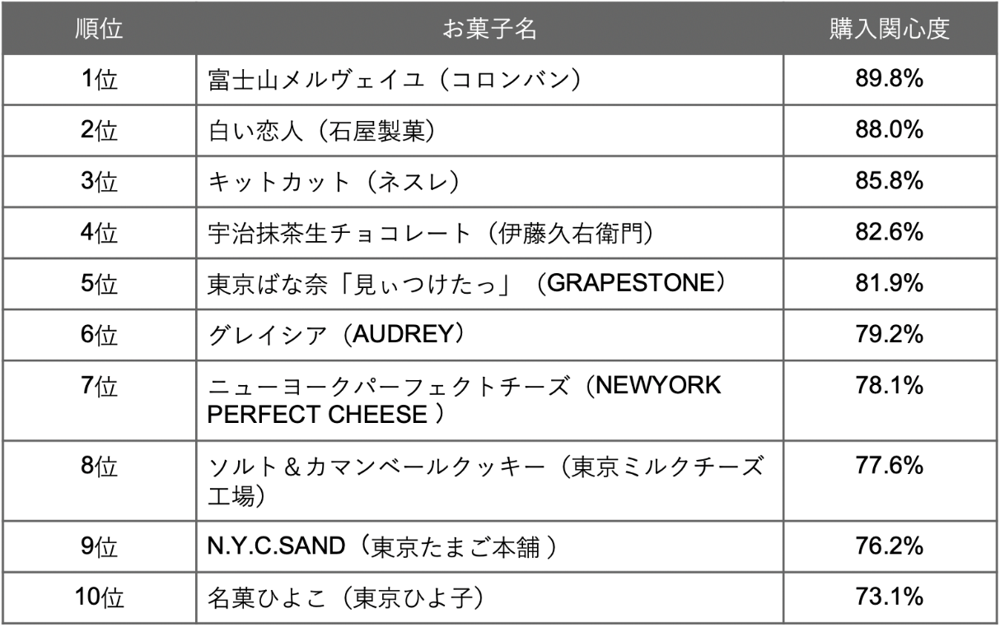 順位 お菓子名 購入関心度
1位 富士山メルヴェイユ（コロンバン） 89.8%
2位 白い恋人（石屋製菓） 88.0%
3位 キットカット（ネスレ） 85.8%
4位 宇治抹茶生チョコレート（伊藤久右衛門） 82.6%
5位 東京ばな奈「見ぃつけたっ」（GRAPESTONE） 81.9%
6位 グレイシア（AUDREY） 79.2%
7位 ニューヨークパーフェクトチーズ（NEWYORK 78.1%
PERFECT CHEESE ）
8位 ソルト＆カマンベールクッキー（東京ミルクチーズ 77.6%
工場）
9位 N.Y.C.SAND（東京たまご本舗 ） 76.2%
10位 名菓ひよこ（東京ひよ子） 73.1%